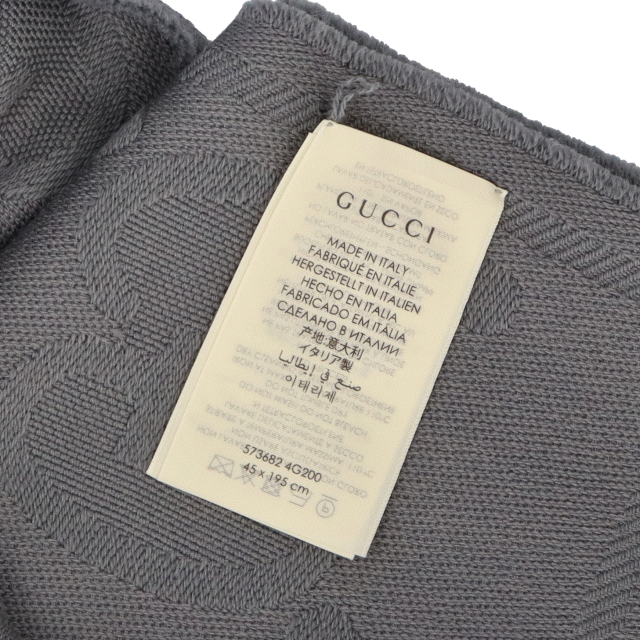 GUCCI
MADE IN ITALY
FABRIQUÉ EN ITALIE
HERGESTELLT IN ITALIEN
HECHO EN ITALIA
FABRICADO EM ITÁLIA
СДЕЛАНО В ИТАЛИИ
产地:意大利
イタリア製
صنع في إيطاليا
이태리제
573682 4G200
45 x 195 cm